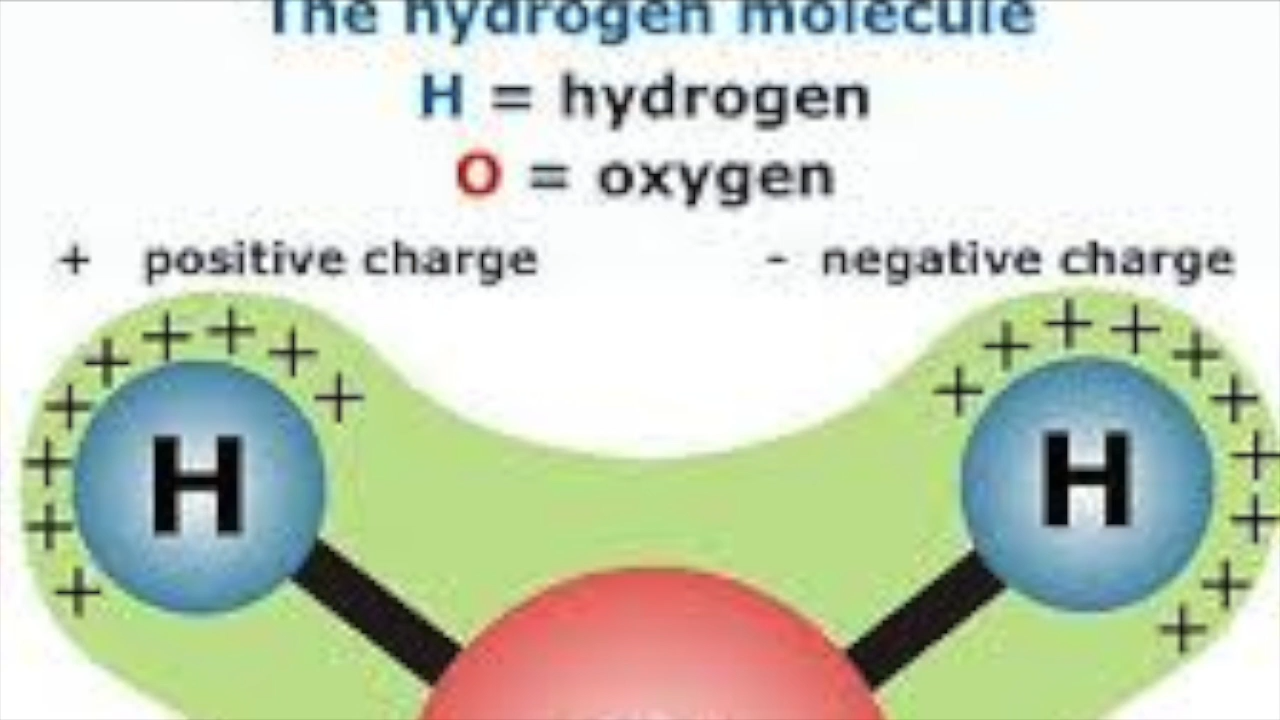 The hydrogen molecule
H = hydrogen
O = oxygen
+ positive charge - negative charge
+ + + + + + + + + +
+ + + + + + + + + +
H H